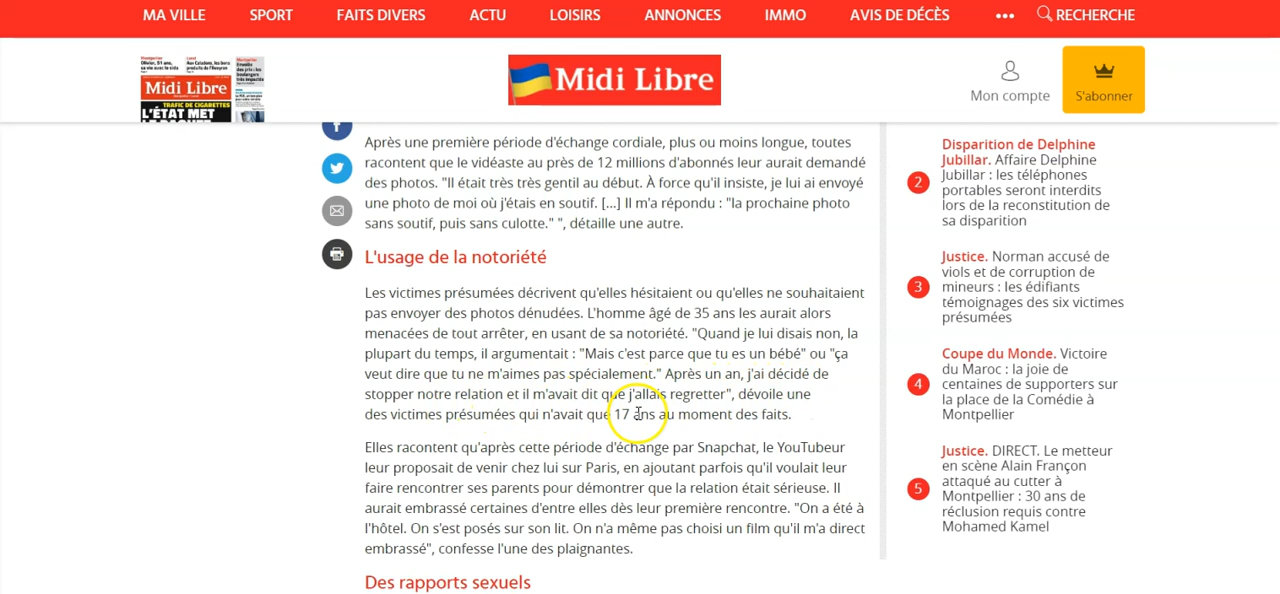 MA VILLE SPORT FAITS DIVERS ACTU LOISIRS ANNONCES IMMO AVIS DE DÉCÈS ••• RECHERCHE
Midi Libre
TRAFIC DE CIGARETTES
L'ÉTAT MET
Midi Libre
Mon compte
S'abonner
Après une première période d'échange cordiale, plus ou moins longue, toutes
racontent que le vidéaste au près de 12 millions d'abonnés leur aurait demandé
des photos. "Il était très très gentil au début. À force qu'il insiste, je lui ai envoyé
une photo de moi où j'étais en soutif. [...] Il m'a répondu : "la prochaine photo
sans soutif, puis sans culotte." ", détaille une autre.
L'usage de la notoriété
Les victimes présumées décrivent qu'elles hésitaient ou qu'elles ne souhaitaient
pas envoyer des photos dénudées. L'homme âgé de 35 ans les aurait alors
menacées de tout arrêter, en usant de sa notoriété. "Quand je lui disais non, la
plupart du temps, il argumentait : "Mais c'est parce que tu es un bébé" ou "ça
veut dire que tu ne m'aimes pas spécialement." Après un an, j'ai décidé de
stopper notre relation et il m'avait dit que j'allais regretter", dévoile une
des victimes présumées qui n'avait que 17 ans au moment des faits.
Elles racontent qu'après cette période d'échange par Snapchat, le YouTubeur
leur proposait de venir chez lui sur Paris, en ajoutant parfois qu'il voulait leur
faire rencontrer ses parents pour démontrer que la relation était sérieuse. Il
aurait embrassé certaines d'entre elles dès leur première rencontre. "On a été à
l'hôtel. On s'est posés sur son lit. On n'a même pas choisi un film qu'il m'a direct
embrassé", confesse l'une des plaignantes.
Des rapports sexuels
2
Disparition de Delphine
Jubillar. Affaire Delphine
Jubillar : les téléphones
portables seront interdits
lors de la reconstitution de
sa disparition
3
Justice. Norman accusé de
viols et de corruption de
mineurs : les édifiants
témoignages des six victimes
présumées
4
Coupe du Monde. Victoire
du Maroc : la joie de
centaines de supporters sur
la place de la Comédie à
Montpellier
5
Justice. DIRECT. Le metteur
en scène Alain Françon
attaqué au cutter à
Montpellier : 30 ans de
réclusion requis contre
Mohamed Kamel